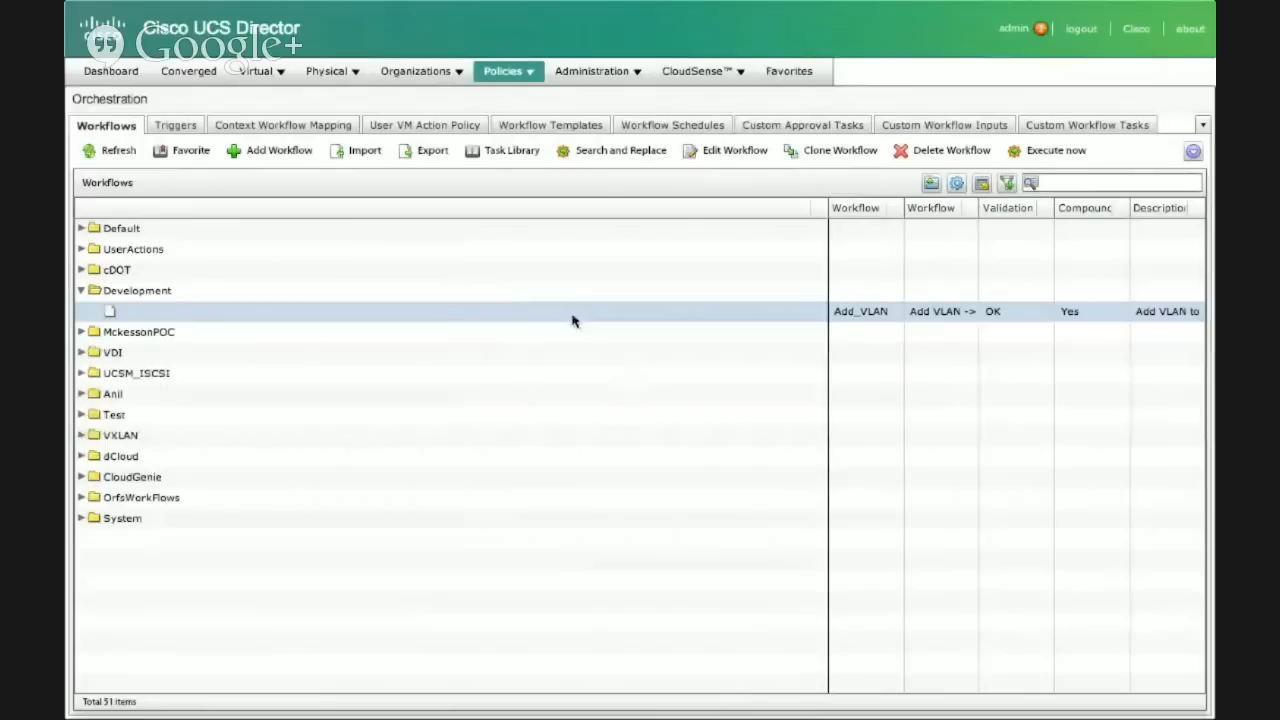 Cisco UCS Director
Google+
admin logout Cisco about
Dashboard Converged Virtual Physical Organizations Policies Administration CloudSense™ Favorites
Orchestration
Workflows Triggers Context Workflow Mapping User VM Action Policy Workflow Templates Workflow Schedules Custom Approval Tasks Custom Workflow Inputs Custom Workflow Tasks
Refresh Favorite Add Workflow Import Export Task Library Search and Replace Edit Workflow Clone Workflow Delete Workflow Execute now
Workflows
Workflow Workflow Validation Compounc Descriptio
Default
UserActions
cDOT
Development
Add_VLAN Add VLAN -> OK Yes Add VLAN to
MckessonPOC
VDI
UCSM_ISCSI
Anil
Test
VXLAN
dCloud
CloudGenie
OrfsWorkFlows
System
Total 51 items